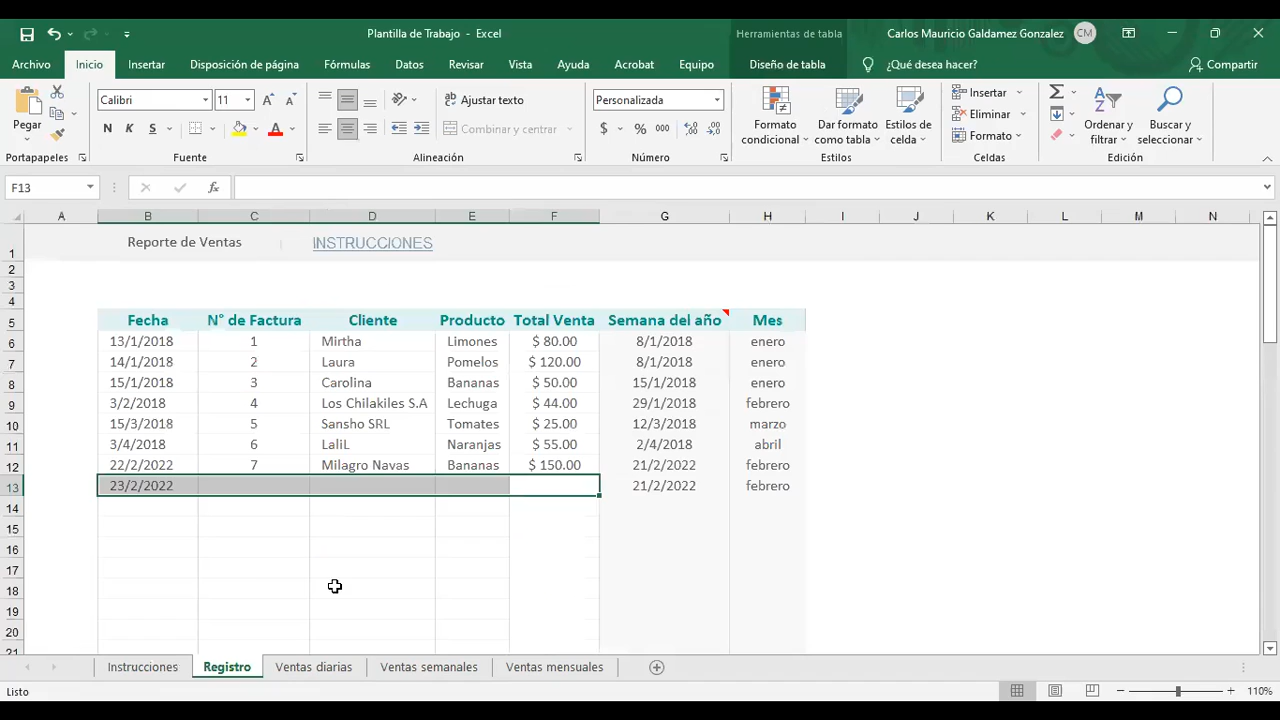 Plantilla de Trabajo - Excel
Herramientas de tabla
Carlos Mauricio Galdamez Gonzalez CM
Archivo Inicio Insertar Disposición de página Fórmulas Datos Revisar Vista Ayuda Acrobat Equipo Diseño de tabla ¿Qué desea hacer? Compartir
Pegar
Calibri 11
N K S
Ajustar texto
Combinar y centrar
Personalizada
$ % 000
Formato condicional
Dar formato como tabla
Estilos de celda
Insertar
Eliminar
Formato
Ordenar y filtrar
Buscar y seleccionar
Portapapeles Fuente Alineación Número Estilos Celdas Edición
F13 fx
A B C D E F G H I J K L M N
1 Reporte de Ventas INSTRUCCIONES
2
3
4
5 Fecha N° de Factura Cliente Producto Total Venta Semana del año Mes
6 13/1/2018 1 Mirtha Limones $ 80.00 8/1/2018 enero
7 14/1/2018 2 Laura Pomelos $ 120.00 8/1/2018 enero
8 15/1/2018 3 Carolina Bananas $ 50.00 15/1/2018 enero
9 3/2/2018 4 Los Chilakiles S.A Lechuga $ 44.00 29/1/2018 febrero
10 15/3/2018 5 Sansho SRL Tomates $ 25.00 12/3/2018 marzo
11 3/4/2018 6 LaliL Naranjas $ 55.00 2/4/2018 abril
12 22/2/2022 7 Milagro Navas Bananas $ 150.00 21/2/2022 febrero
13 23/2/2022 21/2/2022 febrero
14
15
16
17
18
19
20
21
Instrucciones Registro Ventas diarias Ventas semanales Ventas mensuales
Listo 110%